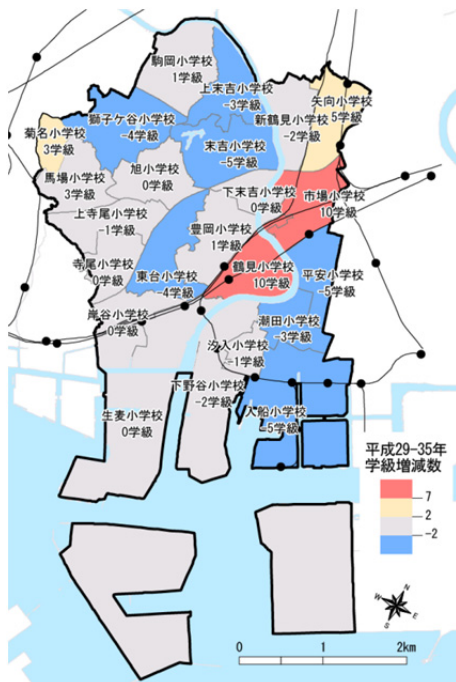 駒岡小学校
1学級
上末吉小学校
-3学級
獅子ケ谷小学校
-4学級
新鶴見小学校
-2学級
矢向小学校
5学級
菊名小学校
3学級
末吉小学校
-5学級
馬場小学校
3学級
旭小学校
0学級
下末吉小学校
0学級
市場小学校
10学級
上寺尾小学校
-1学級
豊岡小学校
1学級
寺尾小学校
0学級
東台小学校
-4学級
鶴見小学校
10学級
平安小学校
-5学級
岸谷小学校
0学級
潮田小学校
-3学級
汐入小学校
-1学級
下野谷小学校
-2学級
生麦小学校
0学級
入船小学校
-5学級
平成29-35年
学級増減数
7
2
-2
N
W
E
S
0 1 2km